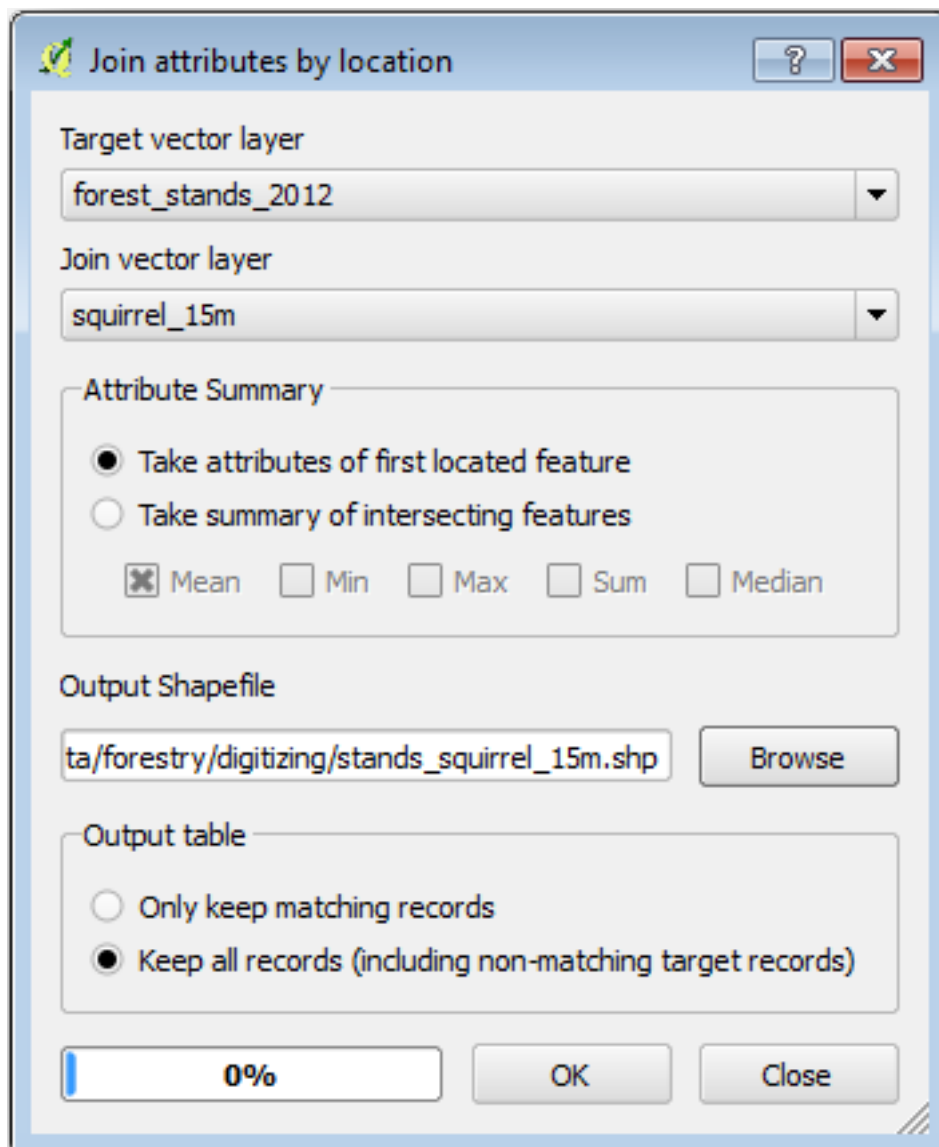 Join attributes by location
?
Target vector layer
forest_stands_2012
Join vector layer
squirrel_15m
Attribute Summary
Take attributes of first located feature
Take summary of intersecting features
Mean Min Max Sum Median
Output Shapefile
ta/forestry/digitizing/stands_squirrel_15m.shp Browse
Output table
Only keep matching records
Keep all records (including non-matching target records)
0% OK Close